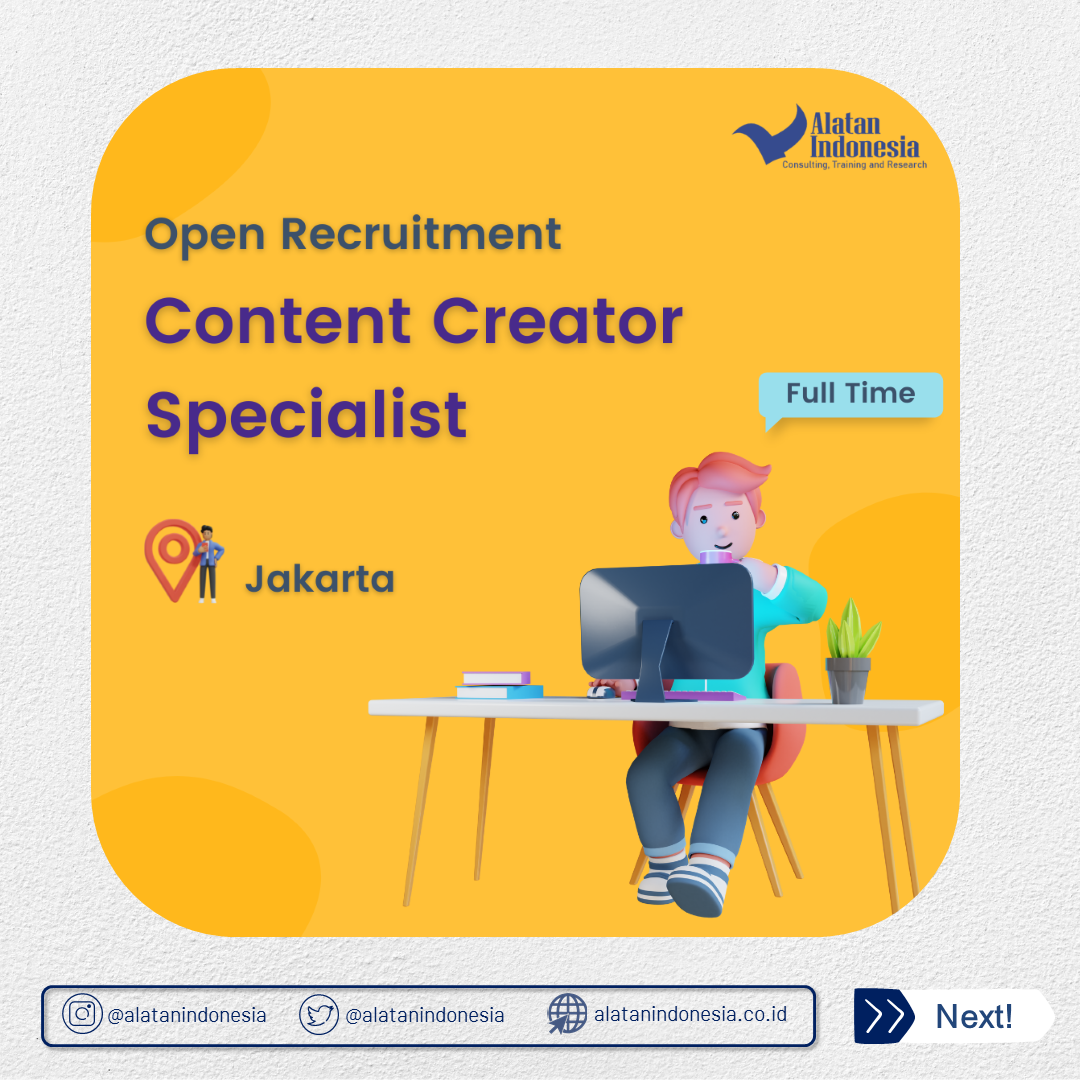 Alatan
Indonesia
Consulting, Training and Research
Open Recruitment
Content Creator
Specialist
Full Time
Jakarta
@alatanindonesia
@alatanindonesia
alatanindonesia.co.id
Next!